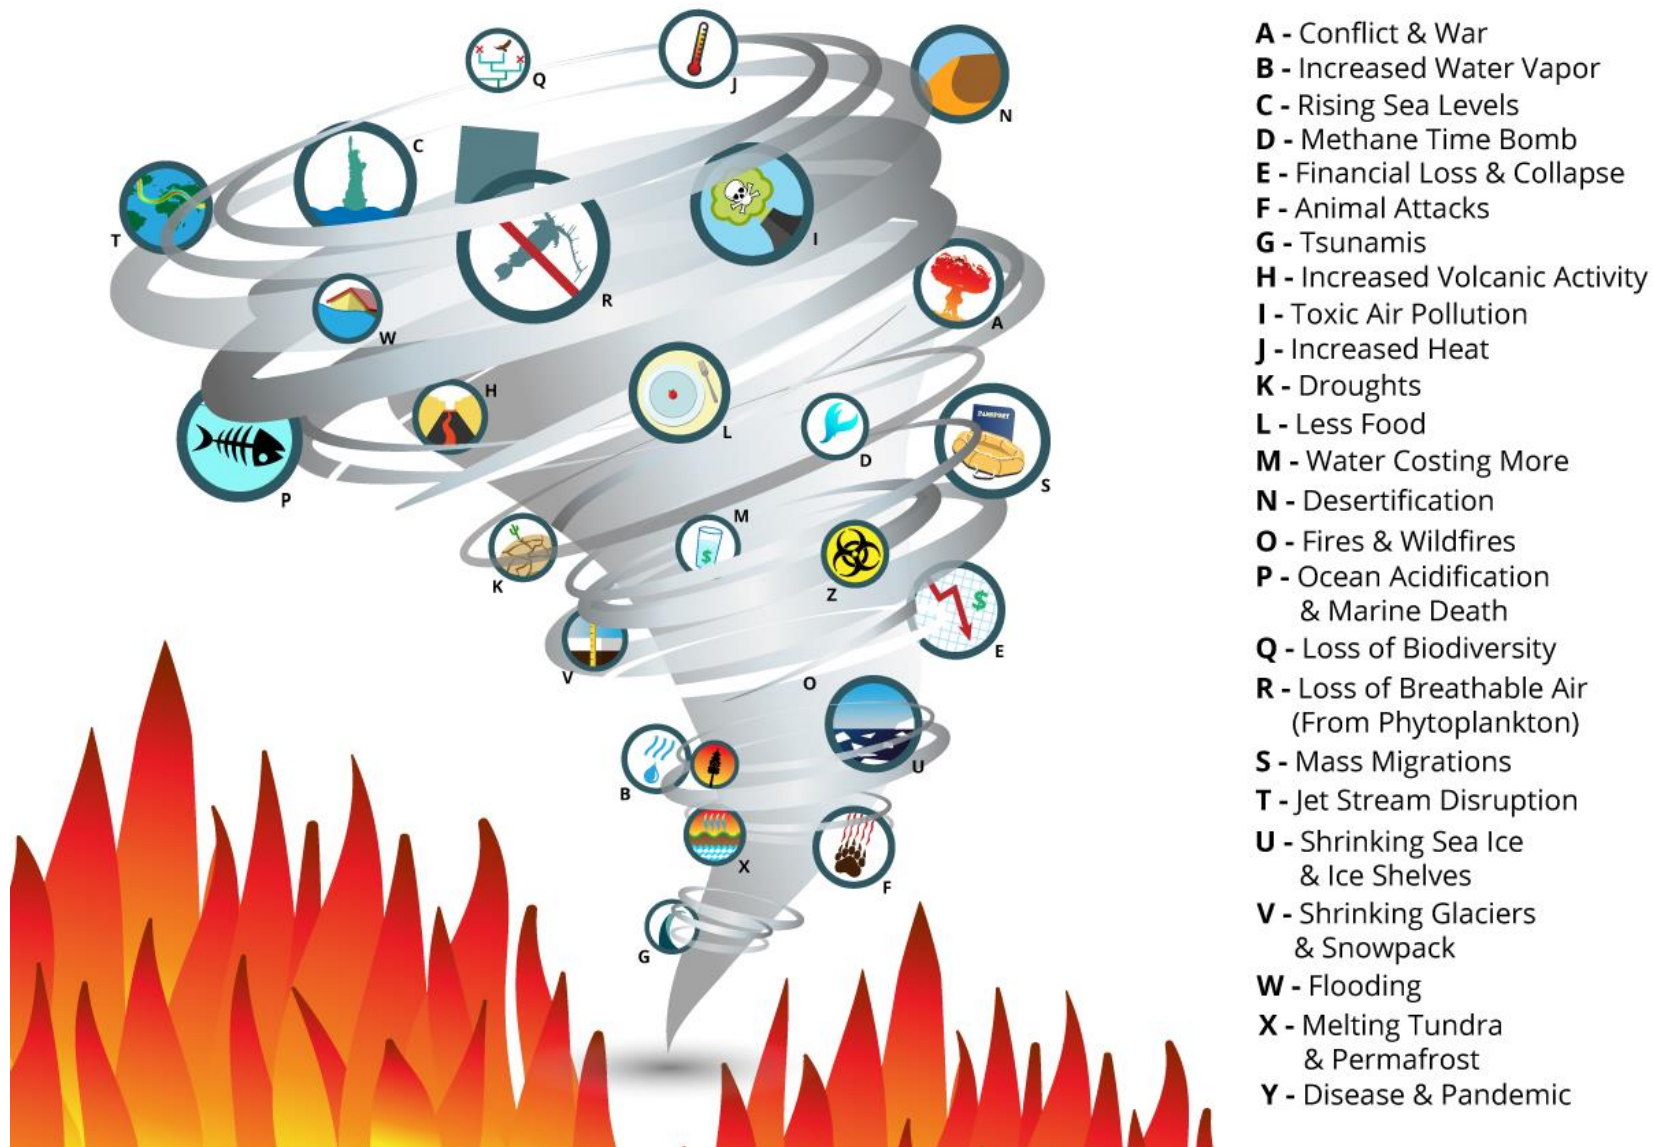 Q
J
N
C
T
I
R
A
W
H
L
D
S
P
M
K
Z
$
$
E
V
O
U
B
X
F
G
PASSPORT
A - Conflict & War
B - Increased Water Vapor
C - Rising Sea Levels
D - Methane Time Bomb
E - Financial Loss & Collapse
F - Animal Attacks
G - Tsunamis
H - Increased Volcanic Activity
I - Toxic Air Pollution
J - Increased Heat
K - Droughts
L - Less Food
M - Water Costing More
N - Desertification
O - Fires & Wildfires
P - Ocean Acidification
& Marine Death
Q - Loss of Biodiversity
R - Loss of Breathable Air
(From Phytoplankton)
S - Mass Migrations
T - Jet Stream Disruption
U - Shrinking Sea Ice
& Ice Shelves
V - Shrinking Glaciers
& Snowpack
W - Flooding
X - Melting Tundra
& Permafrost
Y - Disease & Pandemic